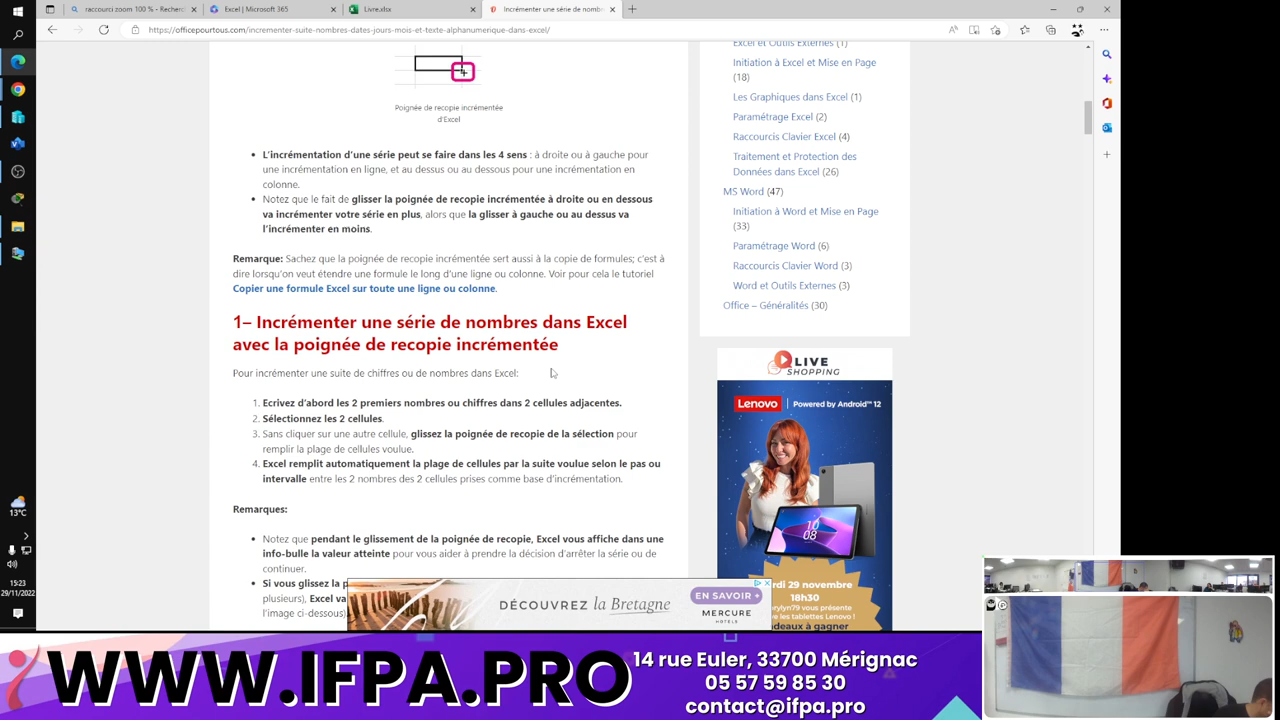 raccourci zoom 100 % - Recherc
Excel | Microsoft 365
Livre.xlsx
Incrémenter une série de nombre
https://officepourtous.com/incrementer-suite-nombres-dates-jours-mois-et-texte-alphanumerique-dans-excel/
Poignée de recopie incrémentée
d'Excel
L'incrémentation d'une série peut se faire dans les 4 sens : à droite ou à gauche pour
une incrémentation en ligne, et au dessus ou au dessous pour une incrémentation en
colonne.
Notez que le fait de glisser la poignée de recopie incrémentée à droite ou en dessous
va incrémenter votre série en plus, alors que la glisser à gauche ou au dessus va
l'incrémenter en moins.
Remarque: Sachez que la poignée de recopie incrémentée sert aussi à la copie de formules; c'est à
dire lorsqu'on veut étendre une formule le long d'une ligne ou colonne. Voir pour cela le tutoriel
Copier une formule Excel sur toute une ligne ou colonne.
1– Incrémenter une série de nombres dans Excel
avec la poignée de recopie incrémentée
Pour incrémenter une suite de chiffres ou de nombres dans Excel:
1. Ecrivez d'abord les 2 premiers nombres ou chiffres dans 2 cellules adjacentes.
2. Sélectionnez les 2 cellules.
3. Sans cliquer sur une autre cellule, glissez la poignée de recopie de la sélection pour
remplir la plage de cellules voulue.
4. Excel remplit automatiquement la plage de cellules par la suite voulue selon le pas ou
intervalle entre les 2 nombres des 2 cellules prises comme base d'incrémentation.
Remarques:
Notez que pendant le glissement de la poignée de recopie, Excel vous affiche dans une
info-bulle la valeur atteinte pour vous aider à prendre la décision d'arrêter la série ou de
continuer.
Si vous glissez la p
plusieurs), Excel va
l'image ci-dessous)
Excel et Outils Externes (1)
Initiation à Excel et Mise en Page
(18)
Les Graphiques dans Excel (1)
Paramétrage Excel (2)
Raccourcis Clavier Excel (4)
Traitement et Protection des
Données dans Excel (26)
MS Word (47)
Initiation à Word et Mise en Page
(33)
Paramétrage Word (6)
Raccourcis Clavier Word (3)
Word et Outils Externes (3)
Office – Généralités (30)
LIVE
SHOPPING
Lenovo
Powered by Android™ 12
10
08
rdi 29 novembre
18h30
erylyn79 vous présente
ve les tablettes Lenovo !
deaux à gagner
DÉCOUVREZ la Bretagne
EN SAVOIR +
MERCURE
HOTELS
13°C
15:23
29/11/2022
WWW.IFPA.PRO
14 rue Euler, 33700 Mérignac
05 57 59 85 30
contact@ifpa.pro